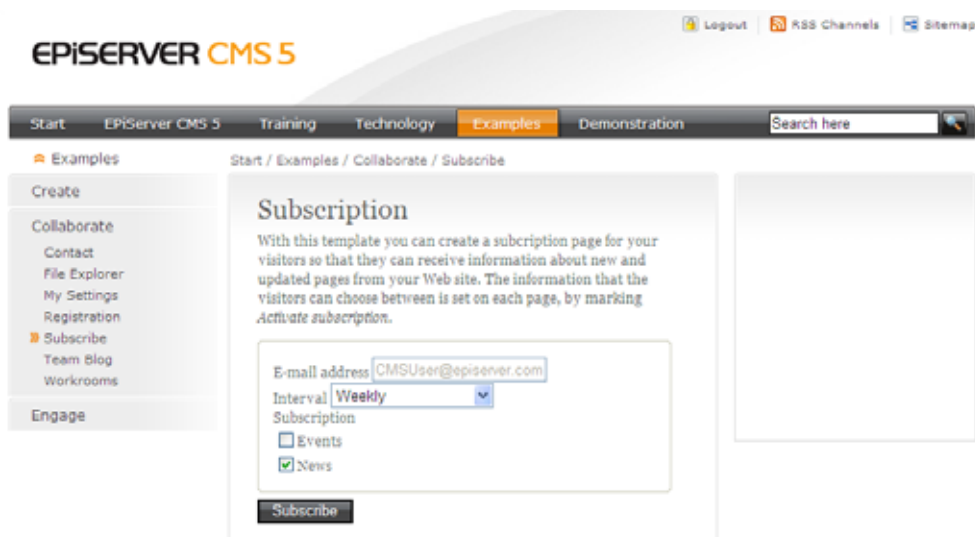 Logout RSS Channels Sitemap
EPiSERVER CMS 5
Start EPiServer CMS 5 Training Technology Examples Demonstration Search here
Examples
Start / Examples / Collaborate / Subscribe
Create
Collaborate
Contact
File Explorer
My Settings
Registration
Subscribe
Team Blog
Workrooms
Engage
Subscription
With this template you can create a subcription page for your
visitors so that they can receive information about new and
updated pages from your Web site. The information that the
visitors can choose between is set on each page, by marking
Activate subscription.
E-mail address CMSUser@episerver.com
Interval Weekly
Subscription
Events
News
Subscribe